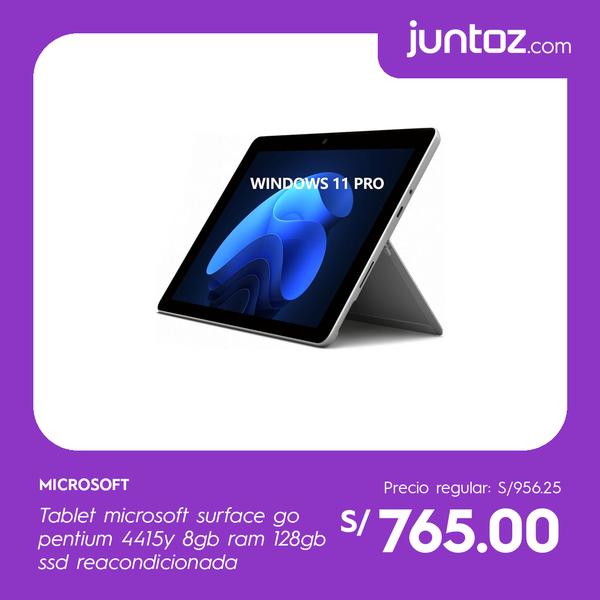 juntoz.com
WINDOWS 11 PRO
MICROSOFT
Tablet microsoft surface go
pentium 4415y 8gb ram 128gb
ssd reacondicionada
Precio regular: S/956.25
S/ 765.00